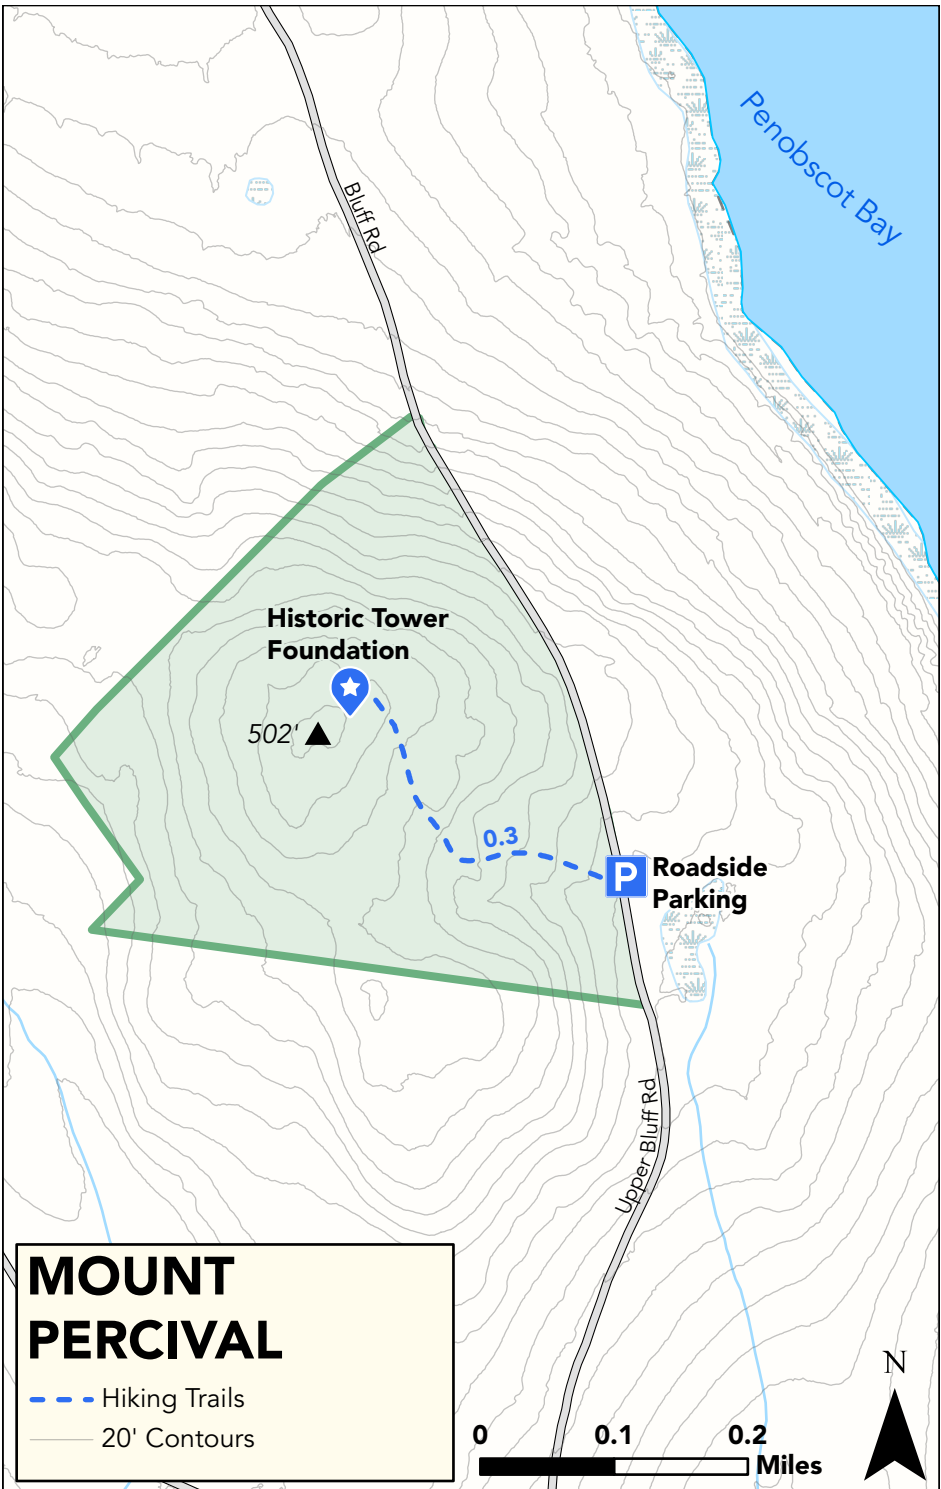 Penobscot Bay
Bluff Rd
Historic Tower
Foundation
502'
0.3
P
Roadside
Parking
Upper Bluff Rd
MOUNT
PERCIVAL
Hiking Trails
20' Contours
0 0.1 0.2
Miles
N